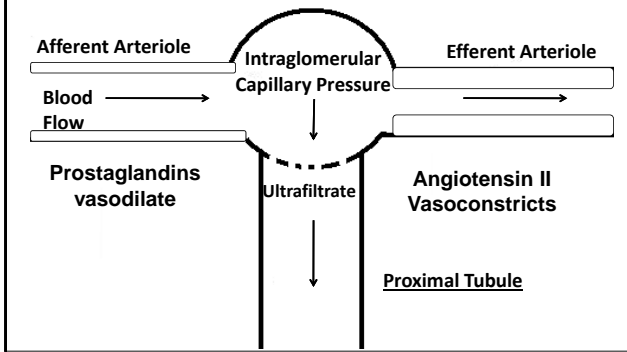 Afferent Arteriole
Intraglomerular
Capillary Pressure
Efferent Arteriole
Blood
Flow
Prostaglandins
vasodilate
Ultrafiltrate
Angiotensin II
Vasoconstricts
Proximal Tubule